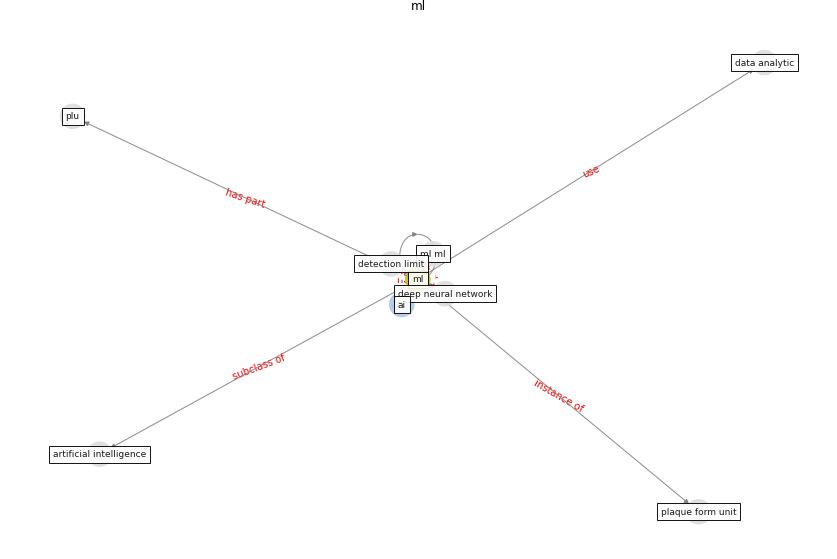 ml
data analytic
plu
use
has part
ml ml
detection limit
ml
deep neural network
ai
subclass of
instance of
artificial intelligence
plaque form unit